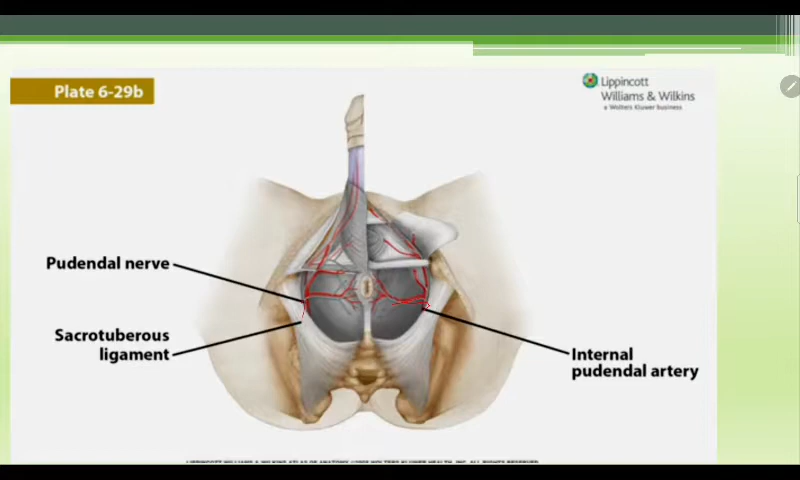 Plate 6-29b
Lippincott
Williams & Wilkins
a Wolters Kluwer business
Pudendal nerve
Sacrotuberous
ligament
Internal
pudendal artery